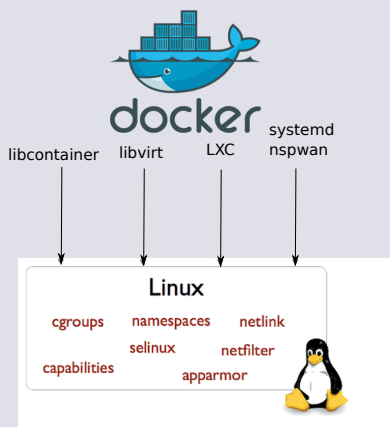 docker
libcontainer
libvirt
LXC
systemd
nspwan
Linux
cgroups
namespaces
netlink
selinux
netfilter
capabilities
apparmor